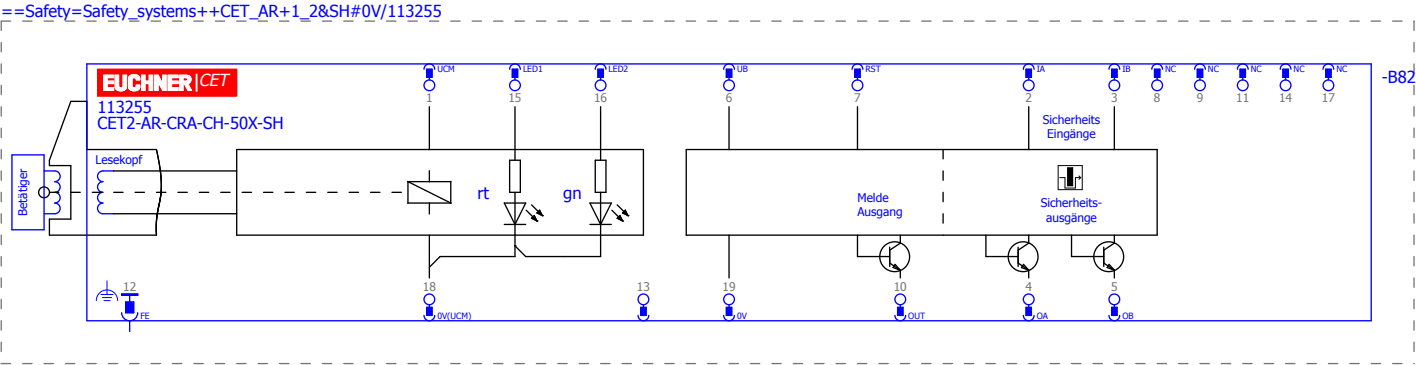 ==Safety=Safety_systems++CET_AR+1_2&SH#0V/113255
-B82
EUCHNER CET
113255
CET2-AR-CRA-CH-50X-SH
UCM LED1 LED2 UB RST IA IB NC NC NC NC NC
1 15 16 6 7 2 3 8 9 11 14 17
Sicherheits
Eingänge
Lesekopf
Betätiger
rt gn
Melde
Ausgang
Sicherheits-
ausgänge
12 18 13 19 10 4 5
FE 0V(UCM) 0V OUT OA OB